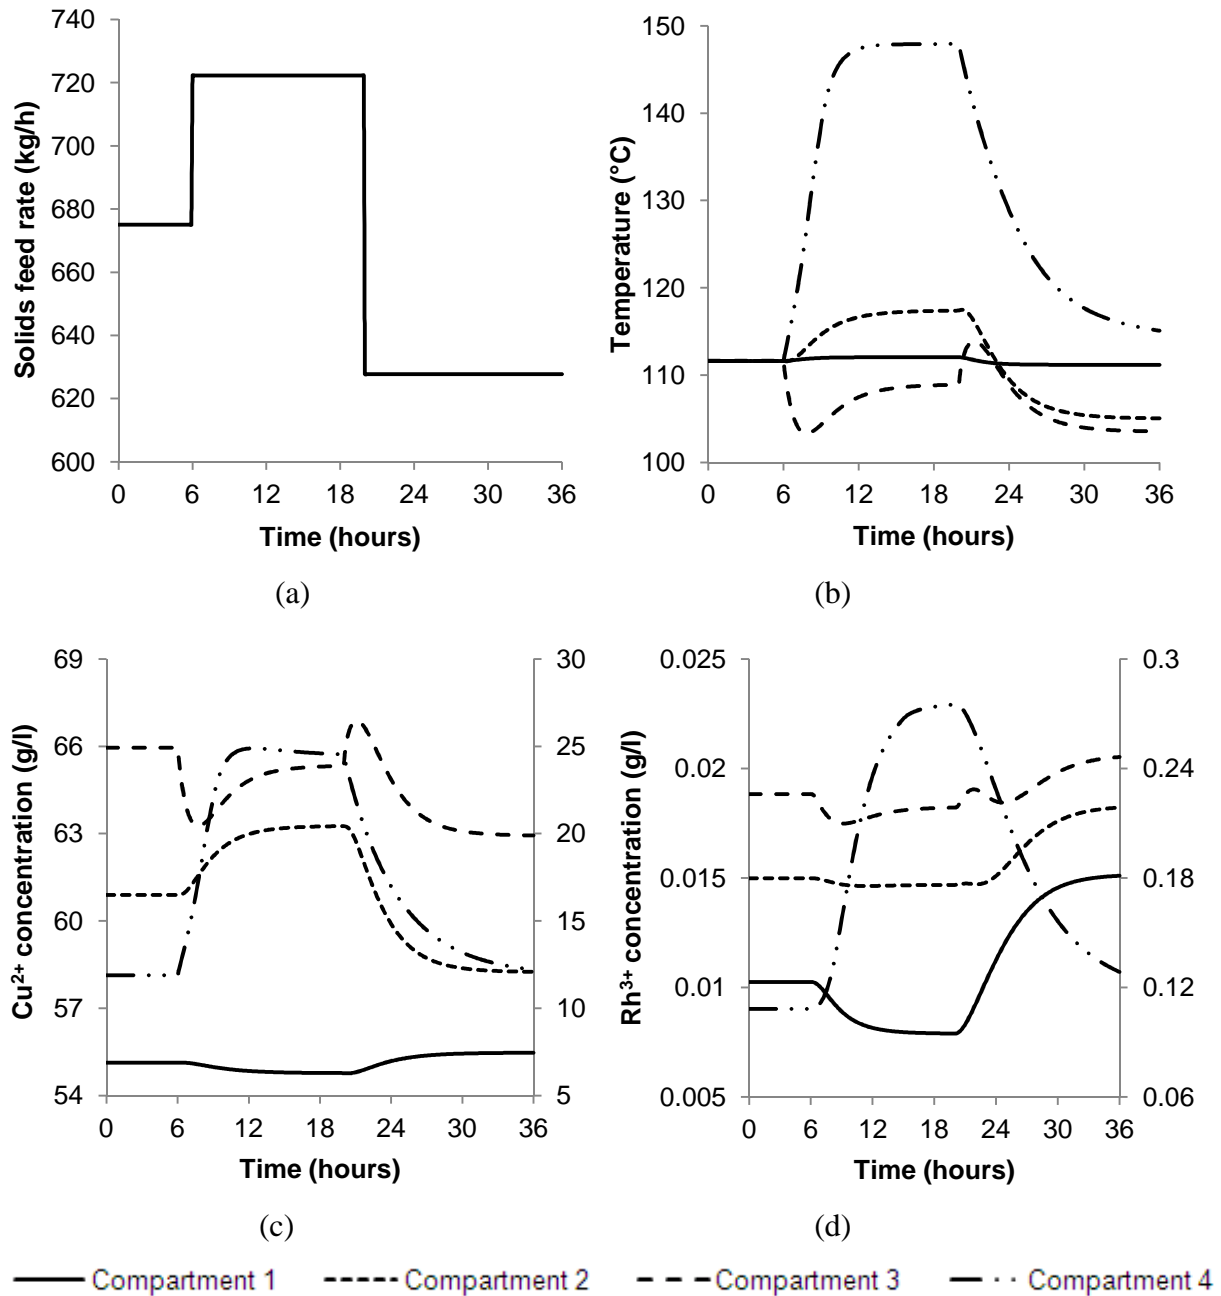 Solids feed rate (kg/h)
740
720
700
680
660
640
620
600
0 6 12 18 24 30 36
Time (hours)
(a)
Temperature (°C)
150
140
130
120
110
100
0 6 12 18 24 30 36
Time (hours)
(b)
Cu²⁺ concentration (g/l)
69
66
63
60
57
54
30
25
20
15
10
5
0 6 12 18 24 30 36
Time (hours)
(c)
Rh³⁺ concentration (g/l)
0.025
0.02
0.015
0.01
0.005
0.3
0.24
0.18
0.12
0.06
0 6 12 18 24 30 36
Time (hours)
(d)
Compartment 1 Compartment 2 Compartment 3 Compartment 4